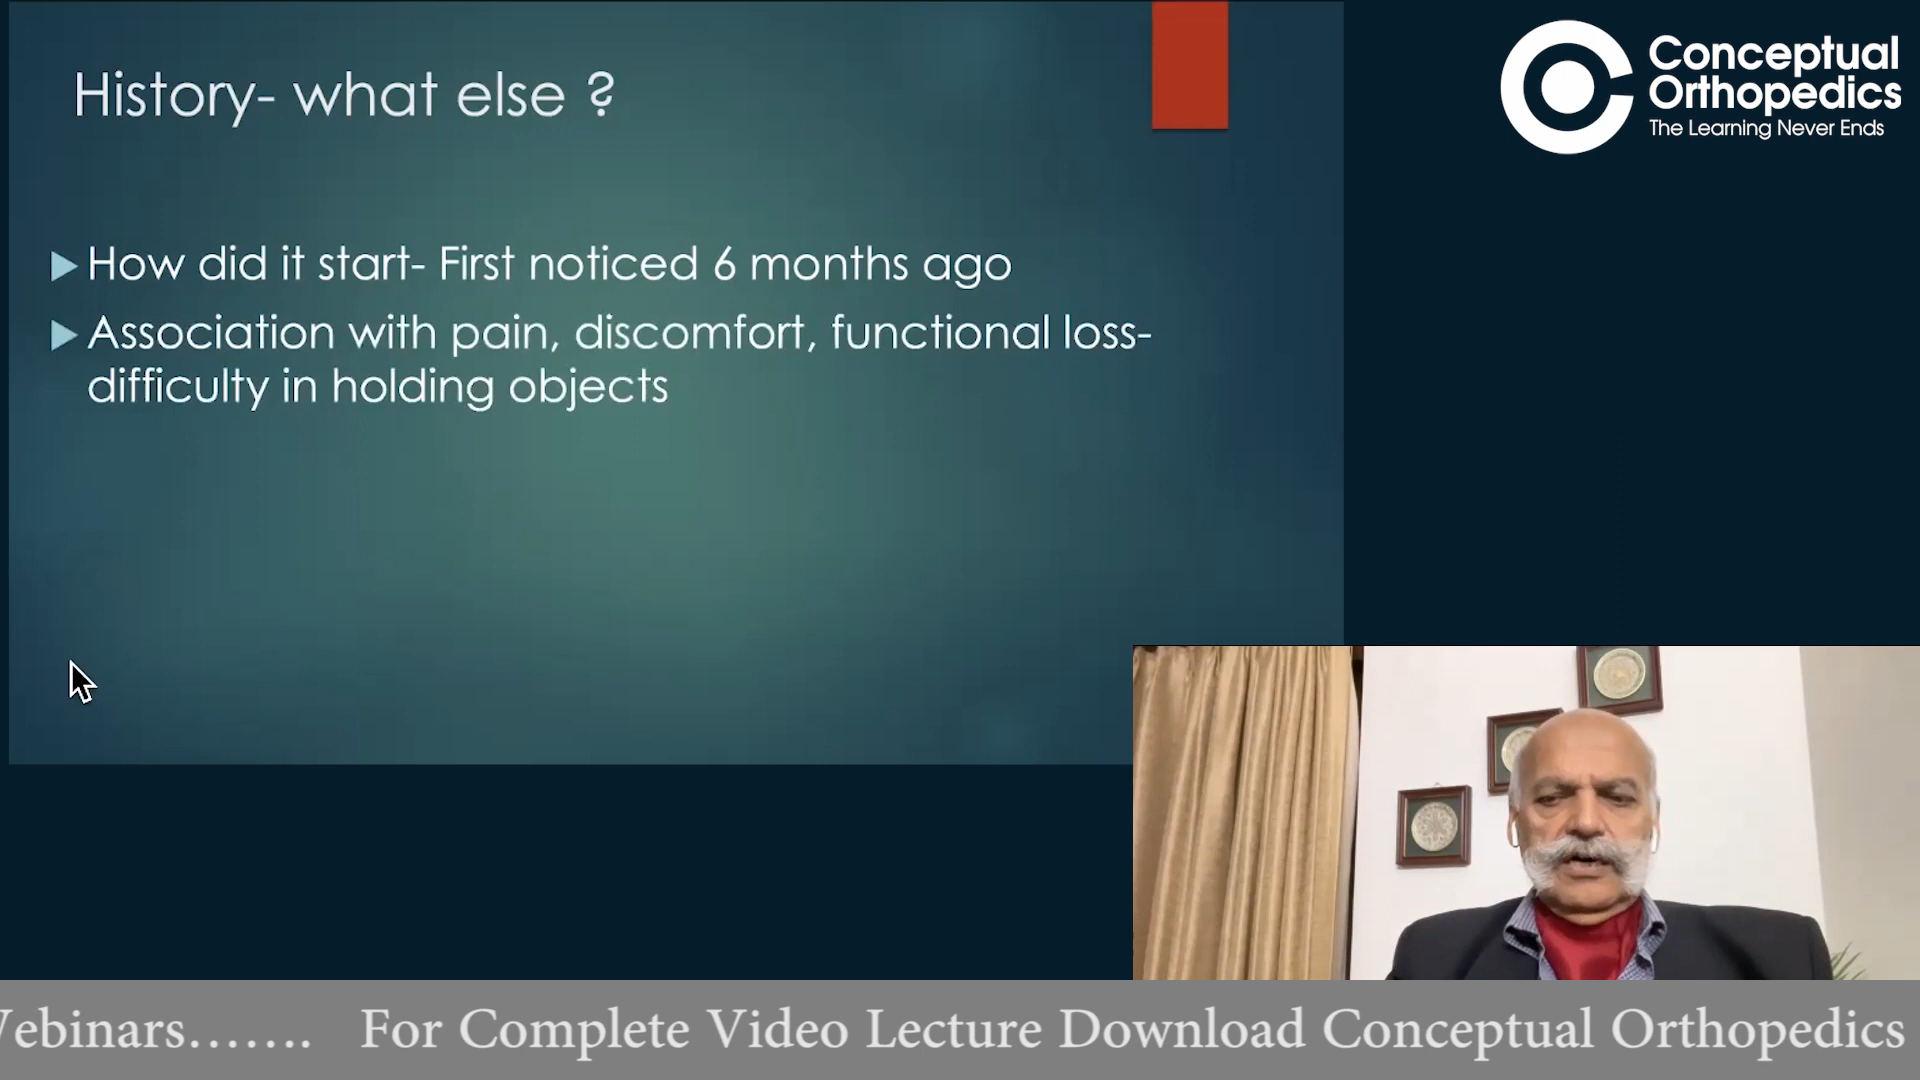 History- what else ?
How did it start- First noticed 6 months ago
Association with pain, discomfort, functional loss-
difficulty in holding objects
Conceptual
Orthopedics
The Learning Never Ends
Webinars....... For Complete Video Lecture Download Conceptual Orthopedics